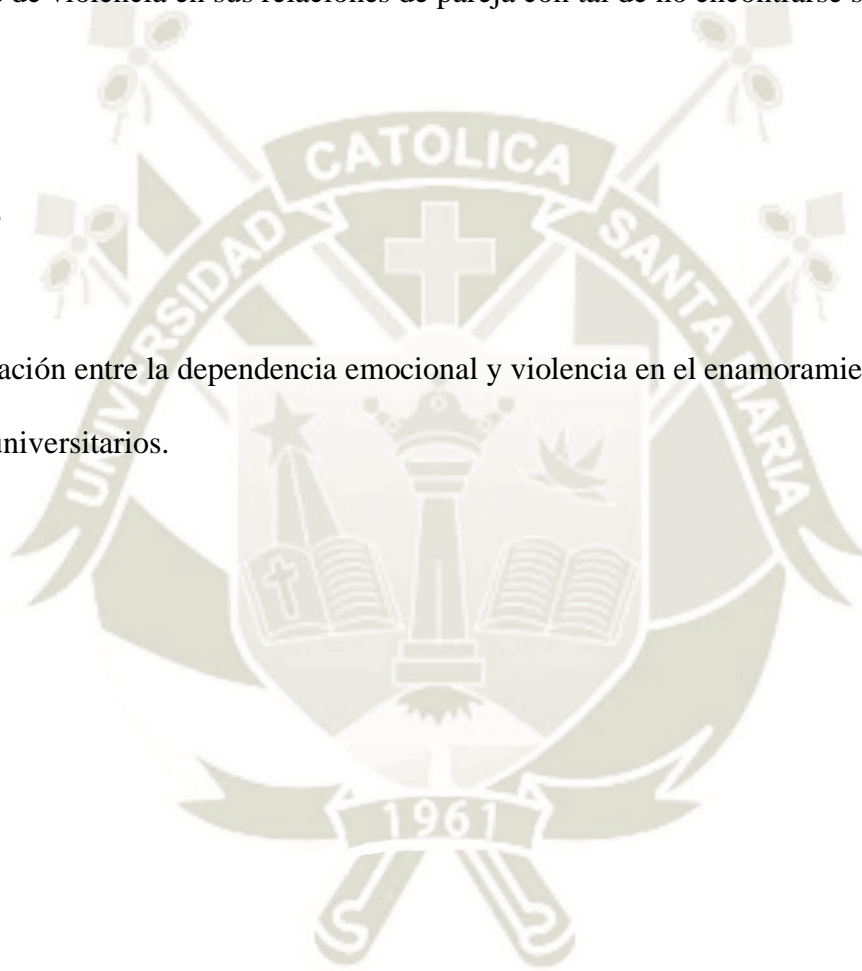 de violencia en sus relaciones de pareja con tal de no encontrarse s
ación entre la dependencia emocional y violencia en el enamoramie
universitarios.
UNIVERSIDAD CATOLICA SANTA MARIA
1961